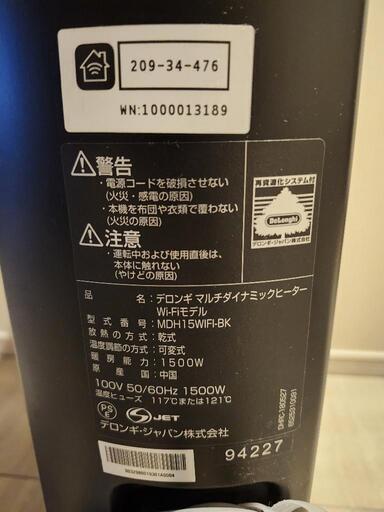 209-34-476
WN:1000013189
⚠警告
・電源コードを破損させない
(火災・感電の原因)
・本機を布団や衣類で覆わない
(火災の原因)
⚠注意
・運転中および使用直後は、
本体に触れない
(やけどの原因)
再資源化システム付
DeLonghi
デロンギ・ジャパン株式会社
品名:デロンギ マルチダイナミックヒーター
Wi-Fiモデル
型式番号:MDH15WIFI-BK
放熱の方式:乾式
温度調節の方式:可変式
暖房能力:1500W
原産国:中国
100V 50/60Hz 1500W
温度ヒューズ 117℃または121℃
PSE
S JET
デロンギ・ジャパン株式会社
94227